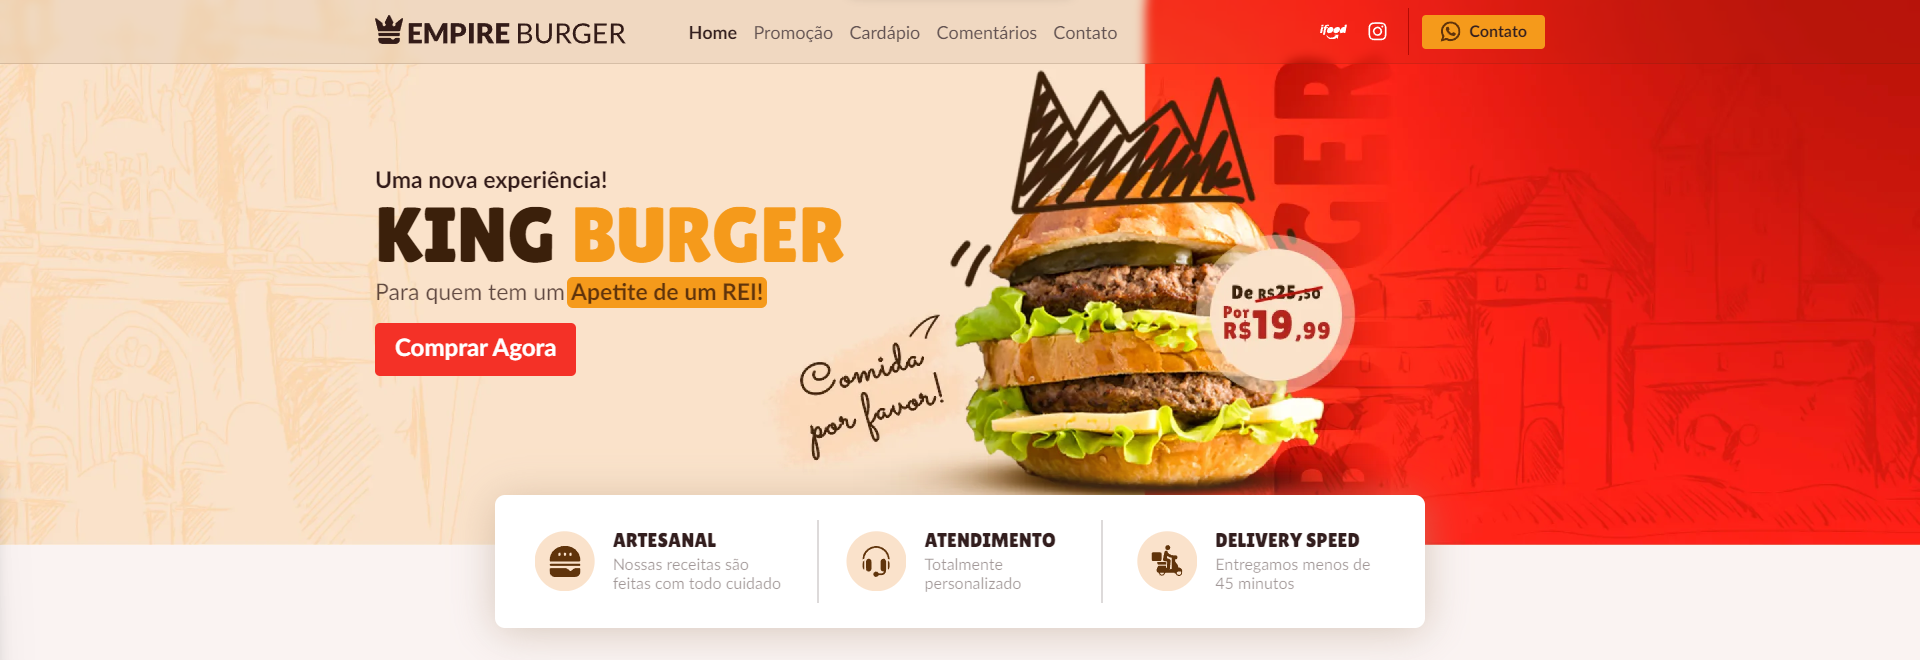 EMPIRE BURGER
Home Promoção Cardápio Comentários Contato
ifood
Contato
Uma nova experiência!
KING BURGER
Para quem tem um Apetite de um REI!
Comprar Agora
Comida
por favor!
BURGER
De R$25,50
Por
R$19,99
ARTESANAL
Nossas receitas são
feitas com todo cuidado
ATENDIMENTO
Totalmente
personalizado
DELIVERY SPEED
Entregamos menos de
45 minutos